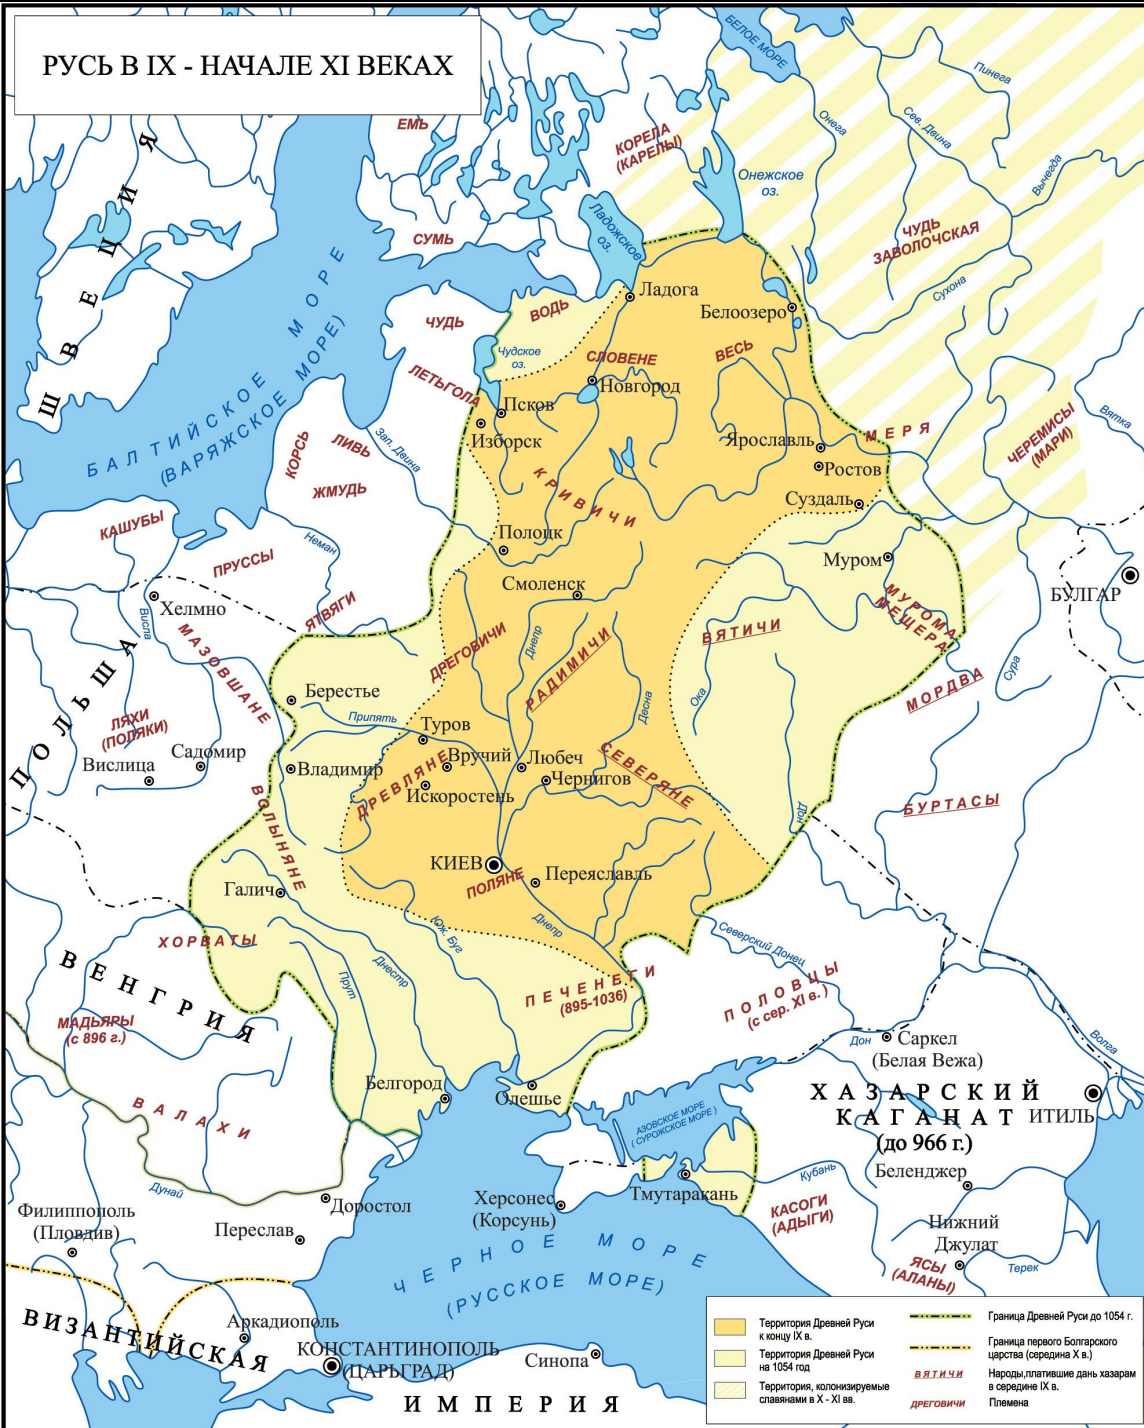 РУСЬ В IX - НАЧАЛЕ XI ВЕКАХ
БЕЛОЕ МОРЕ
Пинега
Онега
Сев. Двина
Вычегда
ЕМЬ
КОРЕЛА
(КАРЕЛЫ)
Онежское
оз.
ШВЕЦИЯ
СУМЬ
Ладожское
оз.
ЧУДЬ
ЗАВОЛОЧСКАЯ
Сухона
Ладога
Белоозеро
ВОДЬ
ЧУДЬ
Чудское
оз.
СЛОВЕНЕ
ВЕСЬ
Новгород
ЛЕТЬГОЛА
Псков
Изборск
БАЛТИЙСКОЕ МОРЕ
(ВАРЯЖСКОЕ МОРЕ)
Зап. Двина
КОРСЬ
ЛИВЬ
ЖМУДЬ
Ярославль
МЕРЯ
Ростов
ЧЕРЕМИСЫ
(МАРИ)
Вятка
КРИВИЧИ
Суздаль
КАШУБЫ
ПРУССЫ
Неман
Полоцк
Муром
Смоленск
БУЛГАР
Хелмно
Висла
ЯТВЯГИ
МУРОМА
МЕЩЕРА
МАЗОВШАНЕ
ДРЕГОВИЧИ
Днепр
РАДИМИЧИ
ВЯТИЧИ
Сура
ПОЛЬША
Берестье
Десна
Ока
МОРДВА
ЛЯХИ
(ПОЛЯКИ)
Припять
Туров
Садомир
Вислица
Владимир
ДРЕВЛЯНЕ
Вручий
Любеч
СЕВЕРЯНЕ
Искоростень
Чернигов
Дон
БУРТАСЫ
ВОЛЫНЯНЕ
КИЕВ
ПОЛЯНЕ
Переяславль
Галич
Юж. Буг
Днепр
Северский Донец
ХОРВАТЫ
ВЕНГРИЯ
Прут
Днестр
ПЕЧЕНЕГИ
(895-1036)
ПОЛОВЦЫ
(с сер. XI в.)
МАДЬЯРЫ
(с 896 г.)
Дон
Саркел
(Белая Вежа)
Волга
Белгород
Олешье
ХАЗАРСКИЙ
КАГАНАТ
(до 966 г.)
ИТИЛЬ
ВАЛАХИ
АЗОВСКОЕ МОРЕ
(СУРОЖСКОЕ МОРЕ)
Дунай
Доростол
Херсонес
(Корсунь)
Тмутаракань
Кубань
Беленджер
Филиппополь
(Пловдив)
Переслав
КАСОГИ
(АДЫГИ)
Нижний
Джулат
ЧЕРНОЕ МОРЕ
(РУССКОЕ МОРЕ)
ЯСЫ
(АЛАНЫ)
Терек
ВИЗАНТИЙСКАЯ
ИМПЕРИЯ
Аркадиополь
КОНСТАНТИНОПОЛЬ
(ЦАРЬГРАД)
Синопа
Территория Древней Руси
к концу IX в.
Территория Древней Руси
на 1054 год
Территория, колонизируемые
славянами в X - XI вв.
Граница Древней Руси до 1054 г.
Граница первого Болгарского
царства (середина X в.)
ВЯТИЧИ
Народы,платившие дань хазарам
в середине IX в.
ДРЕГОВИЧИ
Племена